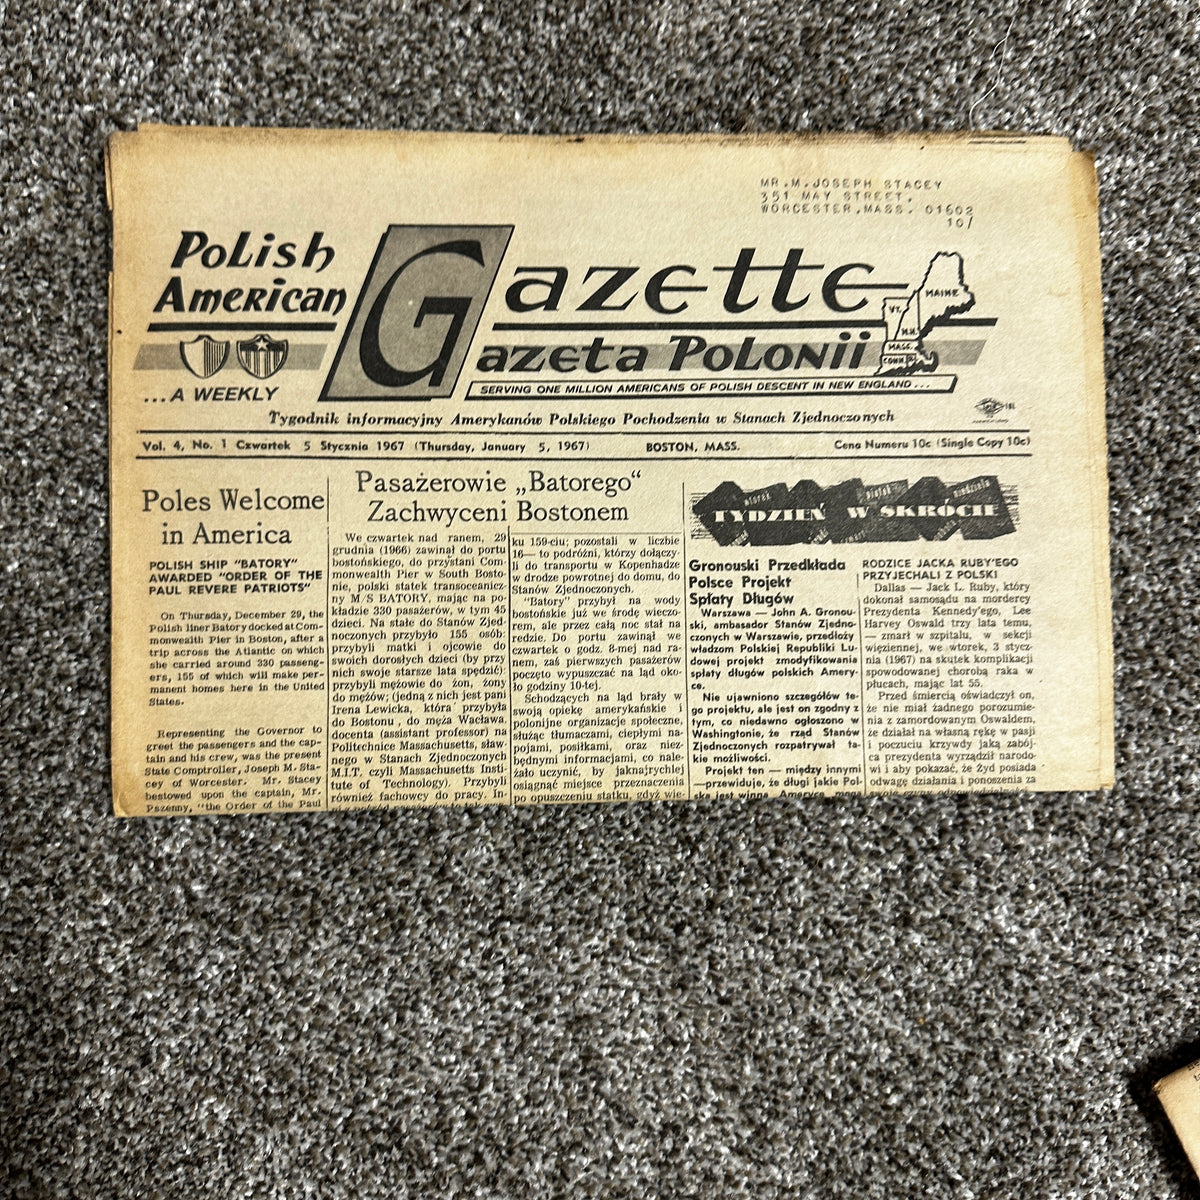 MR.M.JOSEPH STACEY
351 MAY STREET,
WORCESTER,MASS. 01602
10/
Polish
American
Gazette
Gazeta Polonii
MAINE
VT.
N.H.
MASS.
CONN.
...A WEEKLY
SERVING ONE MILLION AMERICANS OF POLISH DESCENT IN NEW ENGLAND...
Tygodnik informacyjny Amerykanów Polskiego Pochodzenia w Stanach Zjednoczonych
Vol. 4, No. 1 Czwartek 5 Stycznia 1967 (Thursday, January 5, 1967) BOSTON, MASS. Cena Numeru 10c (Single Copy 10c)
Poles Welcome
in America
POLISH SHIP "BATORY"
AWARDED "ORDER OF THE
PAUL REVERE PATRIOTS"
On Thursday, December 29, the
Polish liner Batory docked at Com-
monwealth Pier in Boston, after a
trip across the Atlantic on which
she carried around 330 passeng-
ers, 155 of which will make per-
manent homes here in the United
States.
Representing the Governor to
greet the passengers and the cap-
tain and his crew, was the present
State Comptroller, Joseph M. Sta-
cey of Worcester. Mr. Stacey
bestowed upon the captain, Mr.
Pszenny, "the Order of the Paul
Pasażerowie „Batorego“
Zachwyceni Bostonem
We czwartek nad ranem, 29
grudnia (1966) zawinął do portu
bostońskiego, do przystani Com-
monwealth Pier w South Bosto-
nie, polski statek transoceanicz-
ny M/S BATORY, mając na po-
kładzie 330 pasażerów, w tym 45
dzieci. Na stałe do Stanów Zjed-
noczonych przybyło 155 osób:
przybyli matki i ojcowie do
swoich dorosłych dzieci (by przy
nich swoje starsze lata spędzić)
przybyli mężowie do żon, żony
do mężów; (jedną z nich jest pani
Irena Lewicka, która przybyła
do Bostonu , do męża Wacława.
docenta (assistant professor) na
Politechnice Massachusetts, sław-
nego w Stanach Zjednoczonych
M.I.T. czyli Massachusetts Insti-
tute of Technology). Przybyli
również fachowcy do pracy. In-
ku 159-ciu; pozostali w liczbie
16— to podróżni, którzy dołączy-
li do transportu w Kopenhadze
w drodze powrotnej do domu, do
Stanów Zjednoczonych.
"Batory" przybył na wody
bostońskie już we środę wieczo-
rem, ale przez całą noc stał na
redzie. Do portu zawinął we
czwartek o godz. 8-mej nad ra-
nem, zaś pierwszych pasażerów
poczęto wypuszczać na ląd oko-
ło godziny 10-tej.
Schodzących na ląd brały w
swoją opiekę amerykańskie i
polonijne organizacje społeczne,
służąc tłumaczami, ciepłymi na-
pojami, posiłkami, oraz niez-
będnymi informacjami, co nale-
żało uczynić, by jaknajrychlej
osiągnąć miejsce przeznaczenia
po opuszczeniu statku, gdyż wie-
wtorek
piątek
niedziela
TYDZIEŃ W SKRÓCIE
Gronouski Przedkłada
Polsce Projekt
Spłaty Długów
Warszawa — John A. Gronou-
ski, ambasador Stanów Zjedno-
czonych w Warszawie, przedłoży
władzom Polskiej Republiki Lu-
dowej projekt zmodyfikowania
spłaty długów polskich Amery-
ce.
Nie ujawniono szczegółów te-
go projektu, ale jest on zgodny z
tym, co niedawno ogłoszono w
Washingtonie, że rząd Stanów
Zjednoczonych rozpatrywał ta-
kie możliwości.
Projekt ten — między innymi
—przewiduje, że długi jakie Pol-
ska jest winna Ameryce mogą
RODZICE JACKA RUBY'EGO
PRZYJECHALI Z POLSKI
Dallas — Jack L. Ruby, który
dokonał samosądu na mordercy
Prezydenta Kennedy'ego, Lee
Harvey Oswald trzy lata temu,
— zmarł w szpitalu, w sekcji
więziennej, we wtorek, 3 stycz-
nia (1967) na skutek komplikacji
spowodowanej chorobą raka w
płucach, mając lat 55.
Przed śmiercią oświadczył on,
że nie miał żadnego porozumie-
nia z zamordowanym Oswaldem,
że działał na własną rękę w pasji
i poczuciu krzywdy jaką zabój-
ca prezydenta wyrządził narodo-
wi i aby pokazać, że Żyd posiada
odwagę działania i ponoszenia za